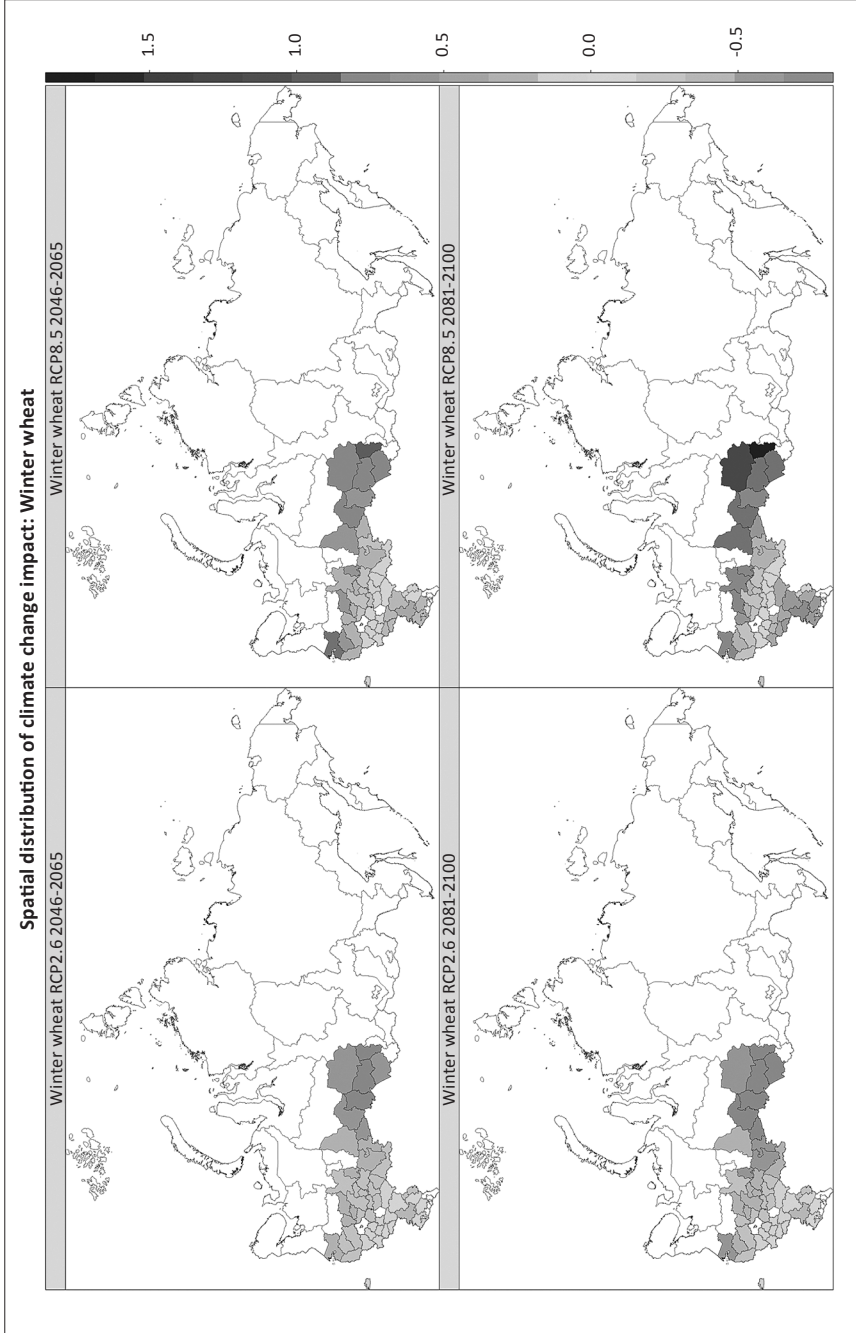 Spatial distribution of climate change impact: Winter wheat
Winter wheat RCP2.6 2046-2065
Winter wheat RCP8.5 2046-2065
Winter wheat RCP2.6 2081-2100
Winter wheat RCP8.5 2081-2100
1.5
1.0
0.5
0.0
-0.5